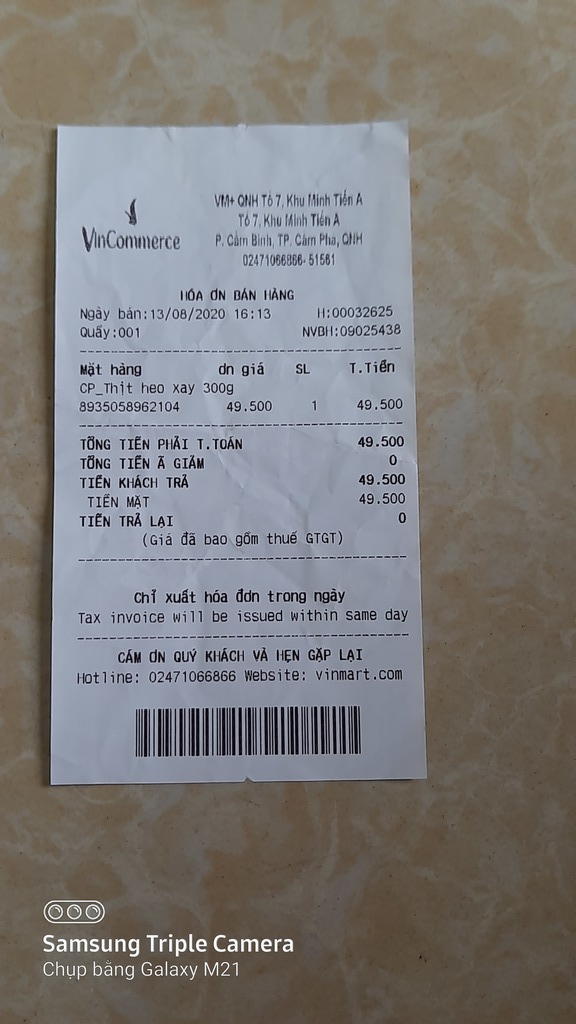 VinCommerce
VM+ QNH Tổ 7, Khu Minh Tiến A
Tổ 7, Khu Minh Tiến A
P. Cẩm Bình, TP. Cẩm Phả, QNH
02471066866- 51561
HÓA ƠN BÁN HÀNG
Ngày bán:13/08/2020 16:13 H:00032625
Quầy:001 NVBH:09025438
Mặt hàng ơn giá SL T.Tiền
CP_Thịt heo xay 300g
8935058962104 49.500 1 49.500
TỔNG TIỀN PHẢI T.TOÁN 49.500
TỔNG TIỀN Ã GIẢM 0
TIỀN KHÁCH TRẢ 49.500
TIỀN MẶT 49.500
TIỀN TRẢ LẠI 0
(Giá đã bao gồm thuế GTGT)
Chỉ xuất hóa đơn trong ngày
Tax invoice will be issued within same day
CÁM ƠN QUÝ KHÁCH VÀ HẸN GẶP LẠI
Hotline: 02471066866 Website: vinmart.com
Samsung Triple Camera
Chụp bằng Galaxy M21